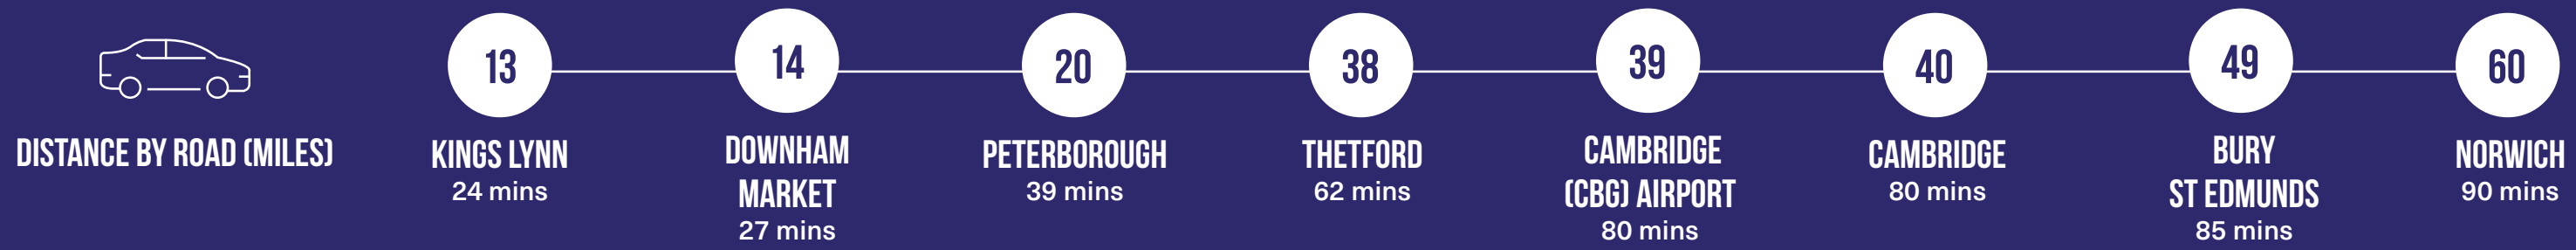 DISTANCE BY ROAD (MILES)
13
KINGS LYNN
24 mins
14
DOWNHAM
MARKET
27 mins
20
PETERBOROUGH
39 mins
38
THETFORD
62 mins
39
CAMBRIDGE
(CBG) AIRPORT
80 mins
40
CAMBRIDGE
80 mins
49
BURY
ST EDMUNDS
85 mins
60
NORWICH
90 mins